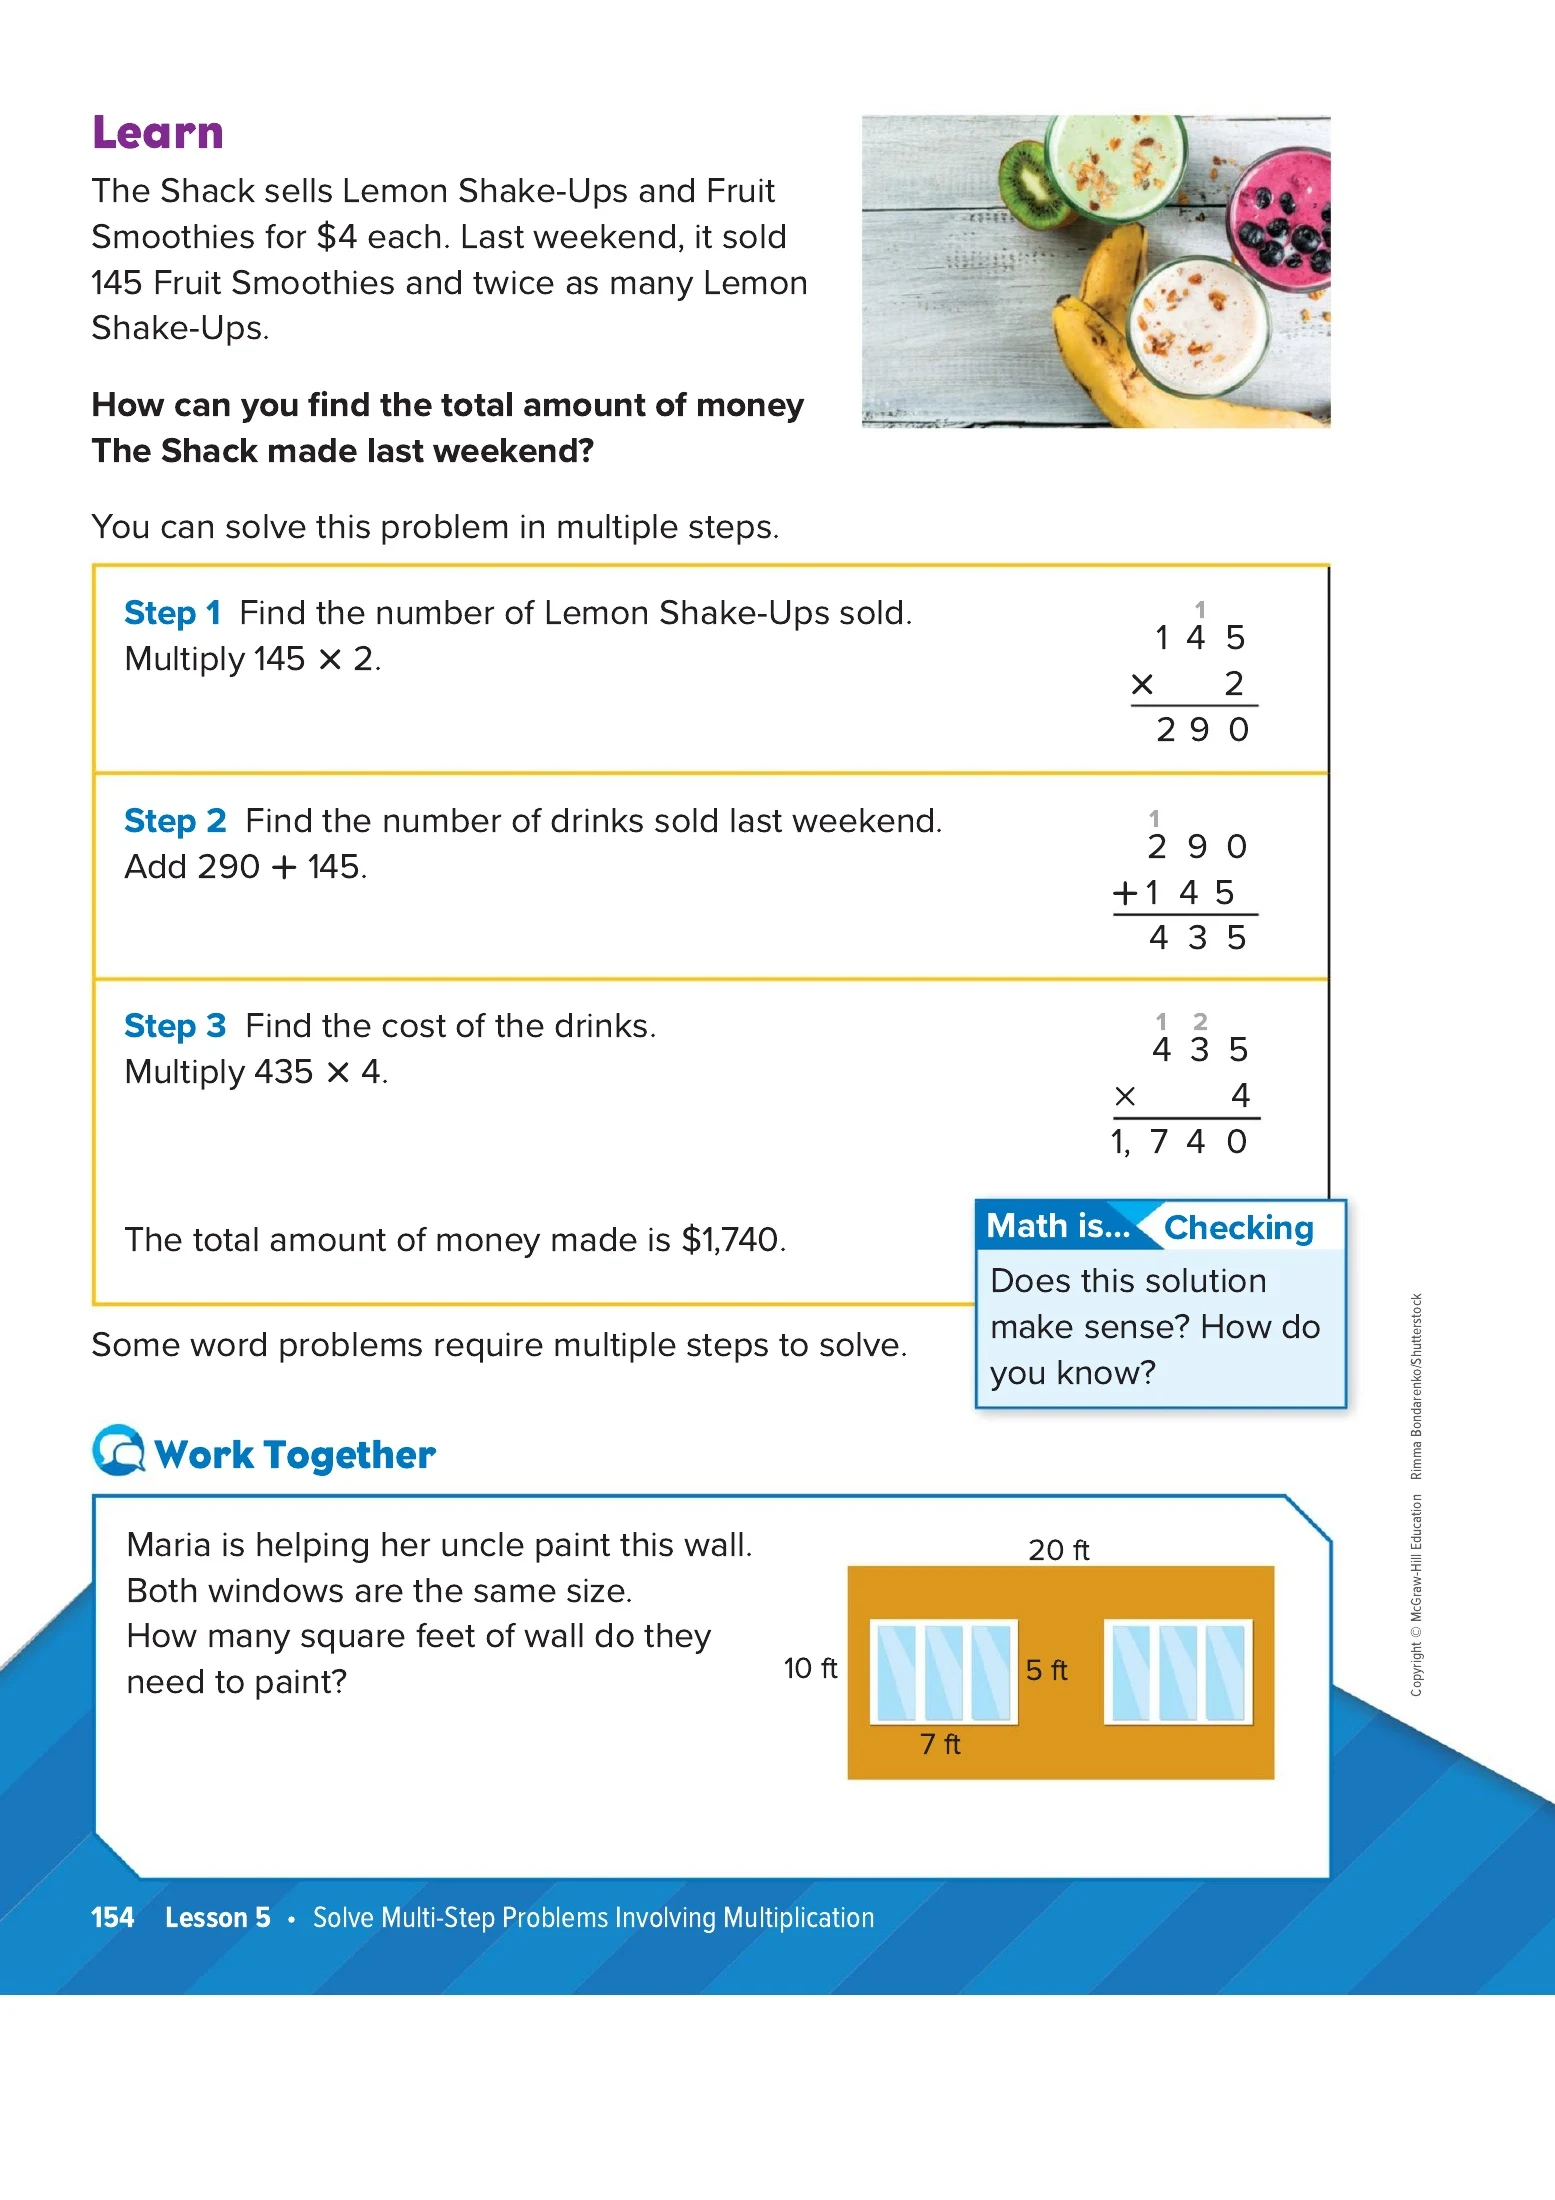 Learn
The Shack sells Lemon Shake-Ups and Fruit
Smoothies for $4 each. Last weekend, it sold
145 Fruit Smoothies and twice as many Lemon
Shake-Ups.
How can you find the total amount of money
The Shack made last weekend?
You can solve this problem in multiple steps.
Step 1 Find the number of Lemon Shake-Ups sold.
Multiply 145 × 2.
1
1 4 5
× 2
2 9 0
Step 2 Find the number of drinks sold last weekend.
Add 290 + 145.
1
2 9 0
+1 4 5
4 3 5
Step 3 Find the cost of the drinks.
Multiply 435 × 4.
1 2
4 3 5
× 4
1, 7 4 0
The total amount of money made is $1,740.
Math is... Checking
Does this solution
make sense? How do
you know?
Some word problems require multiple steps to solve.
Work Together
Maria is helping her uncle paint this wall.
Both windows are the same size.
How many square feet of wall do they
need to paint?
20 ft
10 ft
5 ft
7 ft
Copyright © McGraw-Hill Education Rimma Bondarenko/Shutterstock
154 Lesson 5 • Solve Multi-Step Problems Involving Multiplication